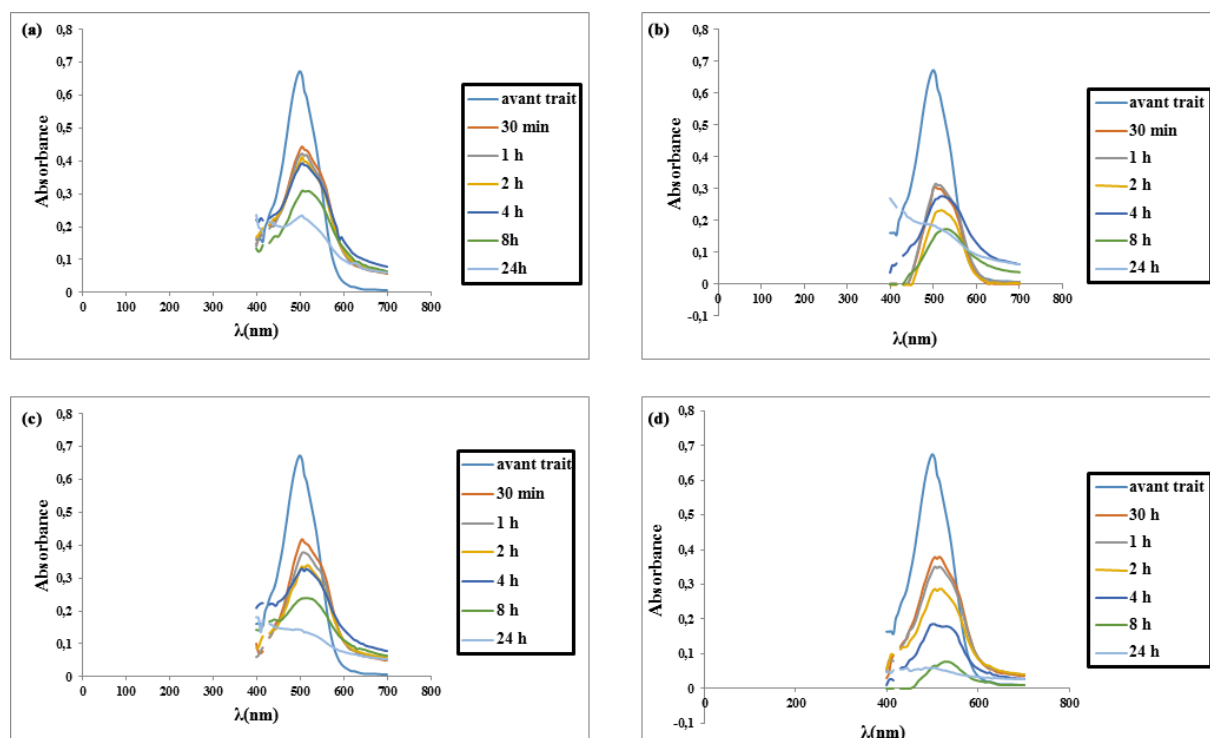 (a)
0,8
0,7
0,6
0,5
0,4
0,3
0,2
0,1
0
Absorbance
0 100 200 300 400 500 600 700 800
λ(nm)
avant trait
30 min
1 h
2 h
4 h
8h
24h
(b)
0,8
0,7
0,6
0,5
0,4
0,3
0,2
0,1
0
-0,1
Absorbance
0 100 200 300 400 500 600 700 800
λ(nm)
avant trait
30 min
1 h
2 h
4 h
8 h
24 h
(c)
0,8
0,7
0,6
0,5
0,4
0,3
0,2
0,1
0
Absorbance
0 100 200 300 400 500 600 700 800
λ(nm)
avant trait
30 min
1 h
2 h
4 h
8 h
24 h
(d)
0,8
0,7
0,6
0,5
0,4
0,3
0,2
0,1
0
-0,1
Absorbance
0 200 400 600 800
λ(nm)
avant trait
30 h
1 h
2 h
4 h
8 h
24 h